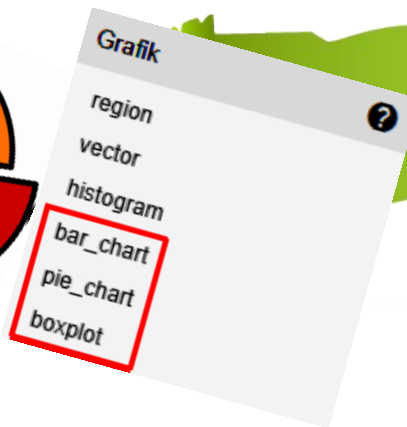 Grafik
?
region
vector
histogram
bar_chart
pie_chart
boxplot